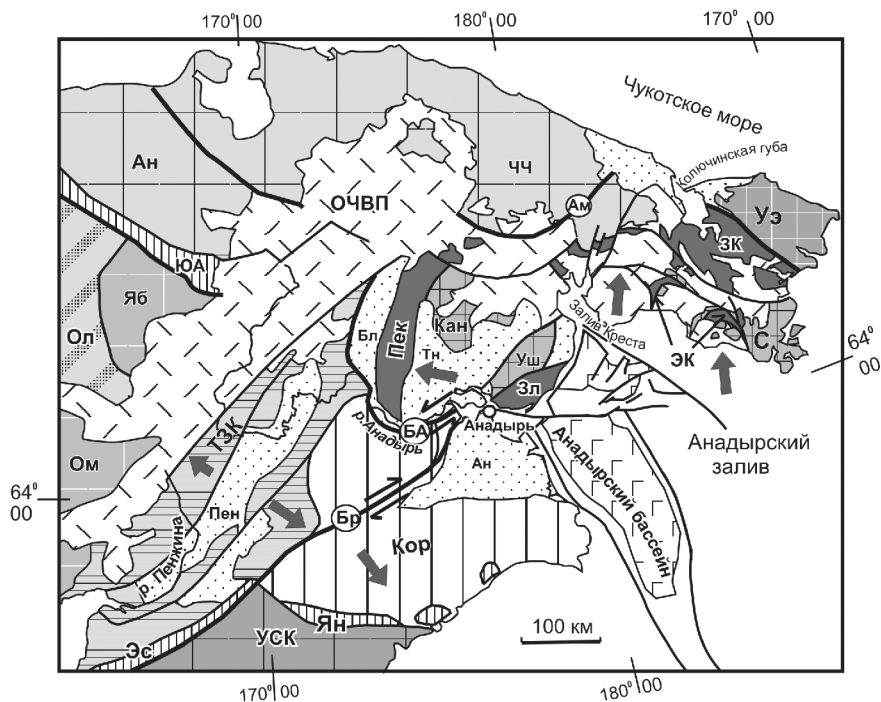 170⁰ 00
180⁰ 00
170⁰ 00
Чукотское море
Колючинская губа
Ан
ЧЧ
ОЧВП
Ам
Уэ
ЗК
ЮА
Яб
Ол
Бл
Пек
Кан
Тн
Залив Креста
Уш
Зл
ЭК
С
64⁰
00
ТЗК
р.Анадырь
БА
Анадырь
Ан
Анадырский
залив
Анадырский бассейн
Ом
64⁰
00
Пен
р. Пенжина
Бр
Кор
Эс
УСК
Ян
100 км
170⁰ 00
180⁰ 00